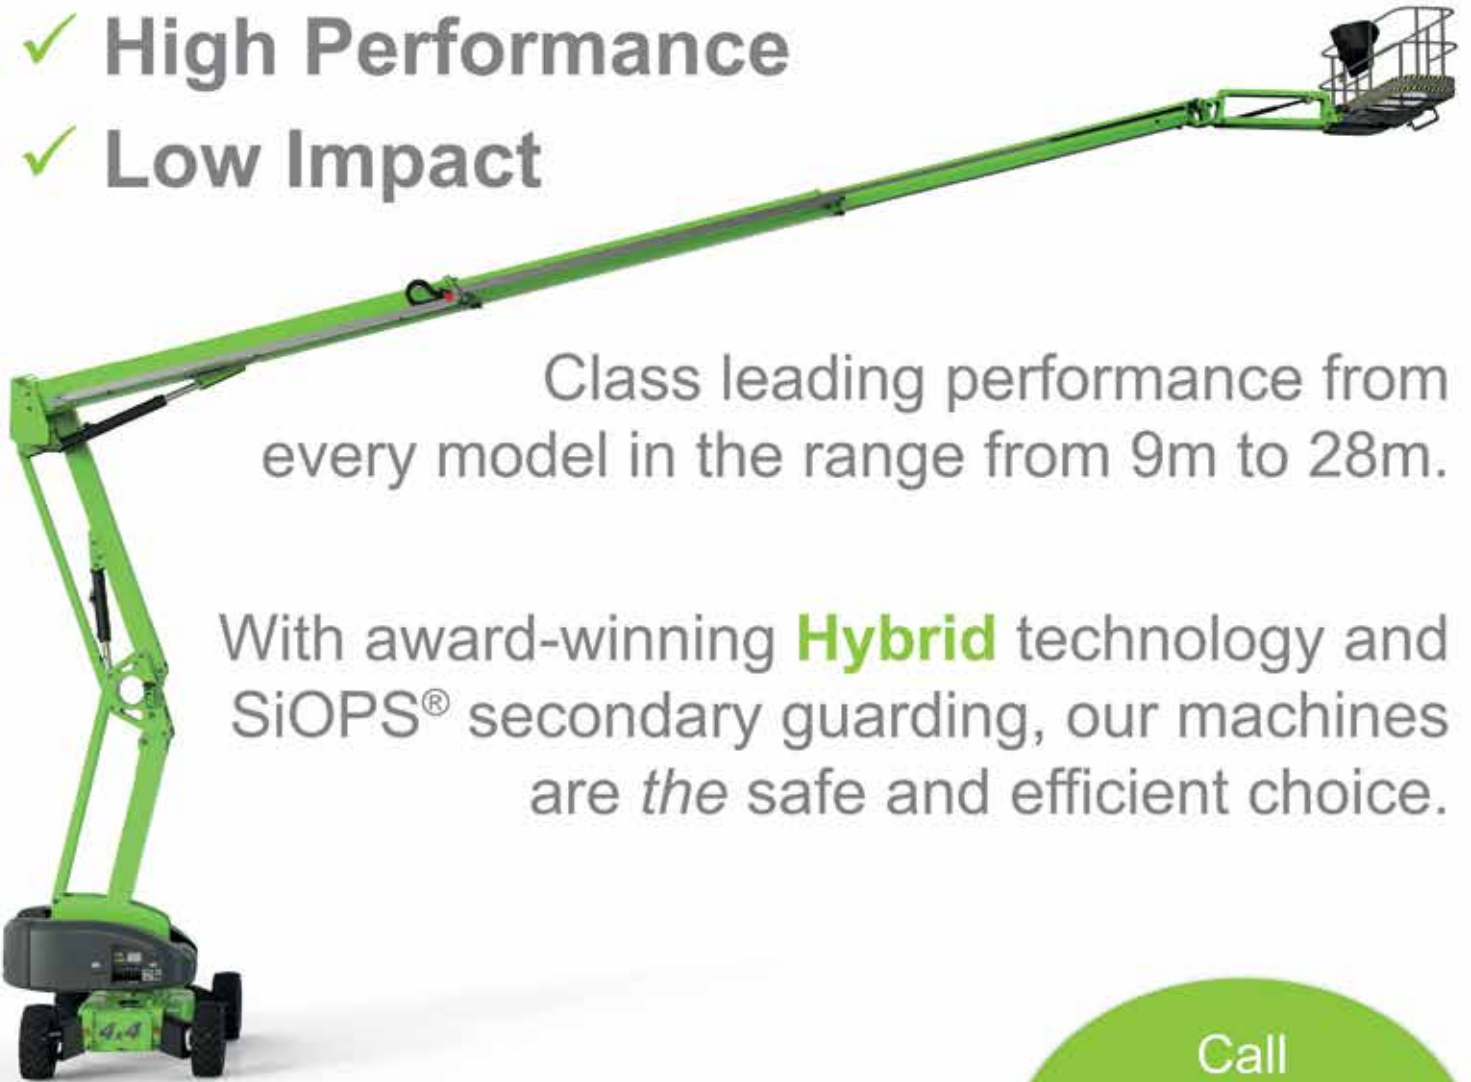 ✓ High Performance
✓ Low Impact
Class leading performance from
every model in the range from 9m to 28m.
With award-winning Hybrid technology and
SiOPS® secondary guarding, our machines
are the safe and efficient choice.
4x4
Call